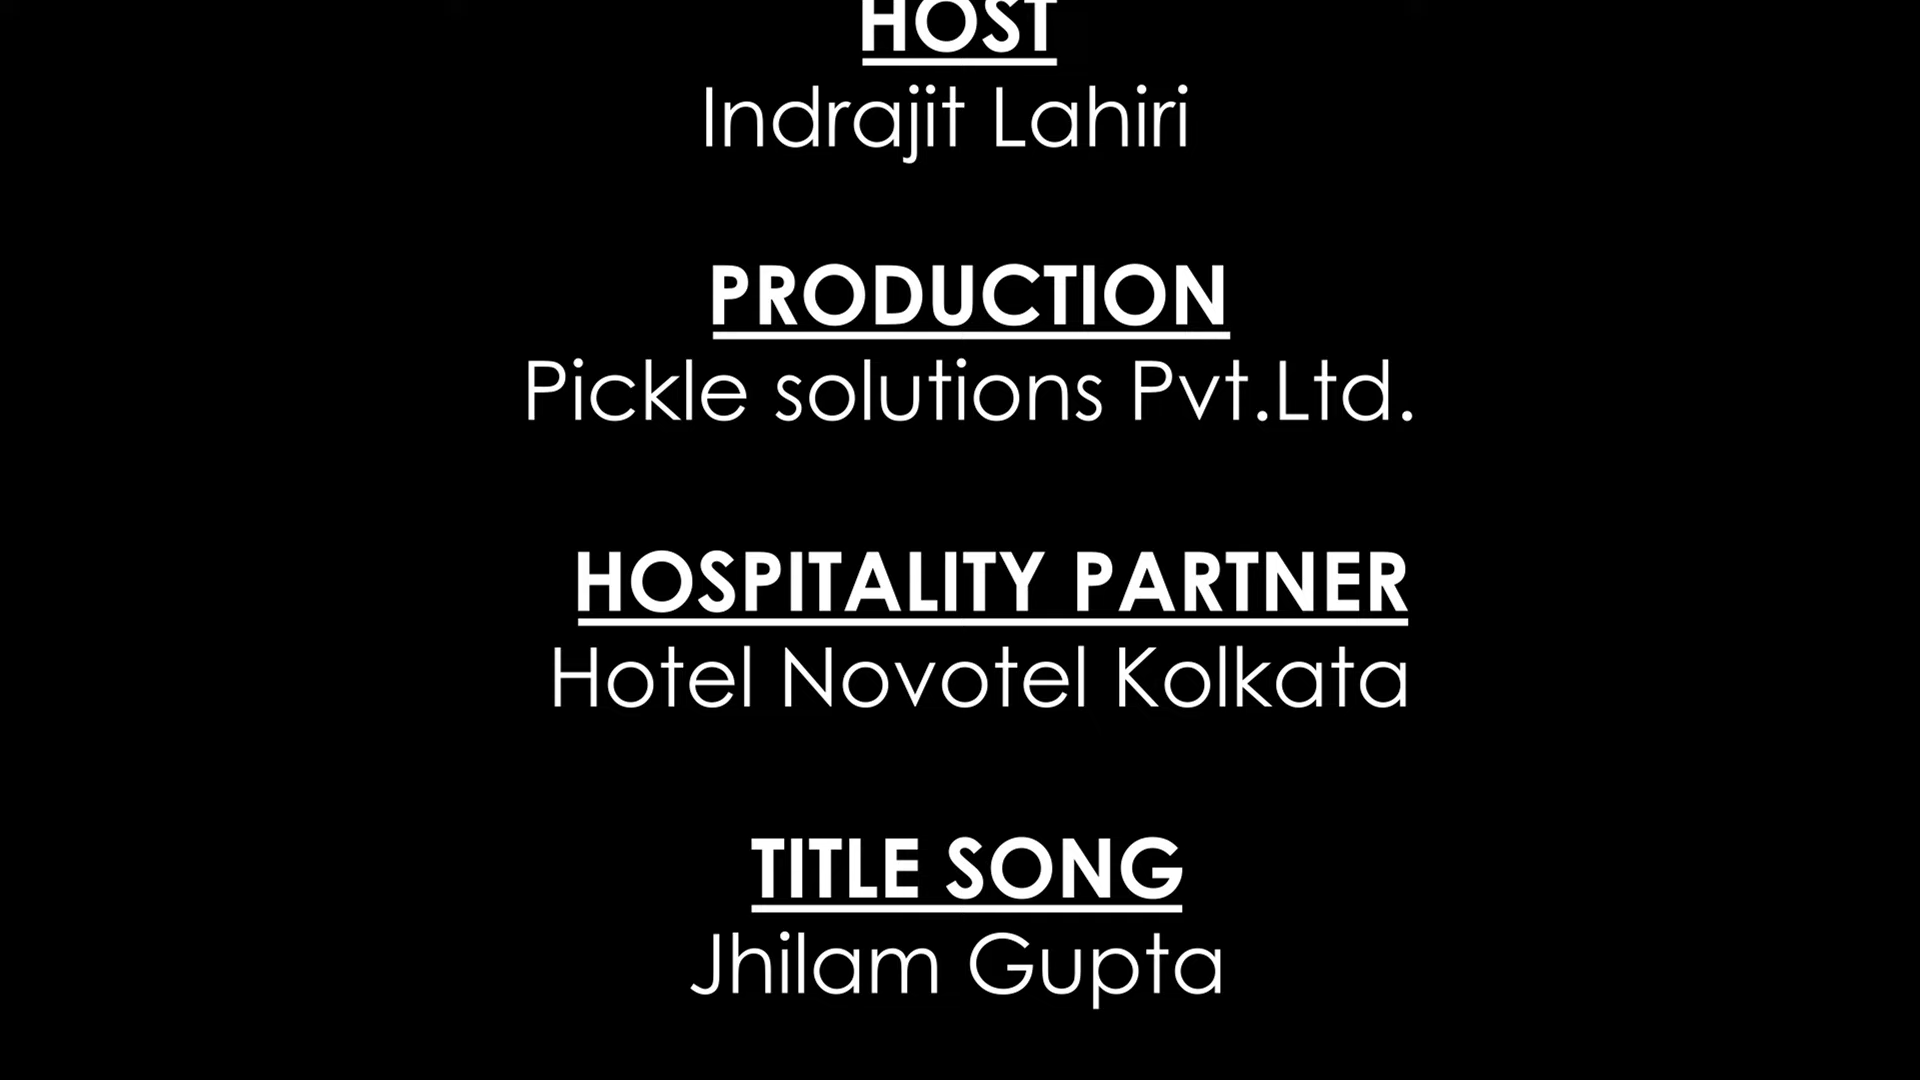 HOST
Indrajit Lahiri
PRODUCTION
Pickle solutions Pvt.Ltd.
HOSPITALITY PARTNER
Hotel Novotel Kolkata
TITLE SONG
Jhilam Gupta